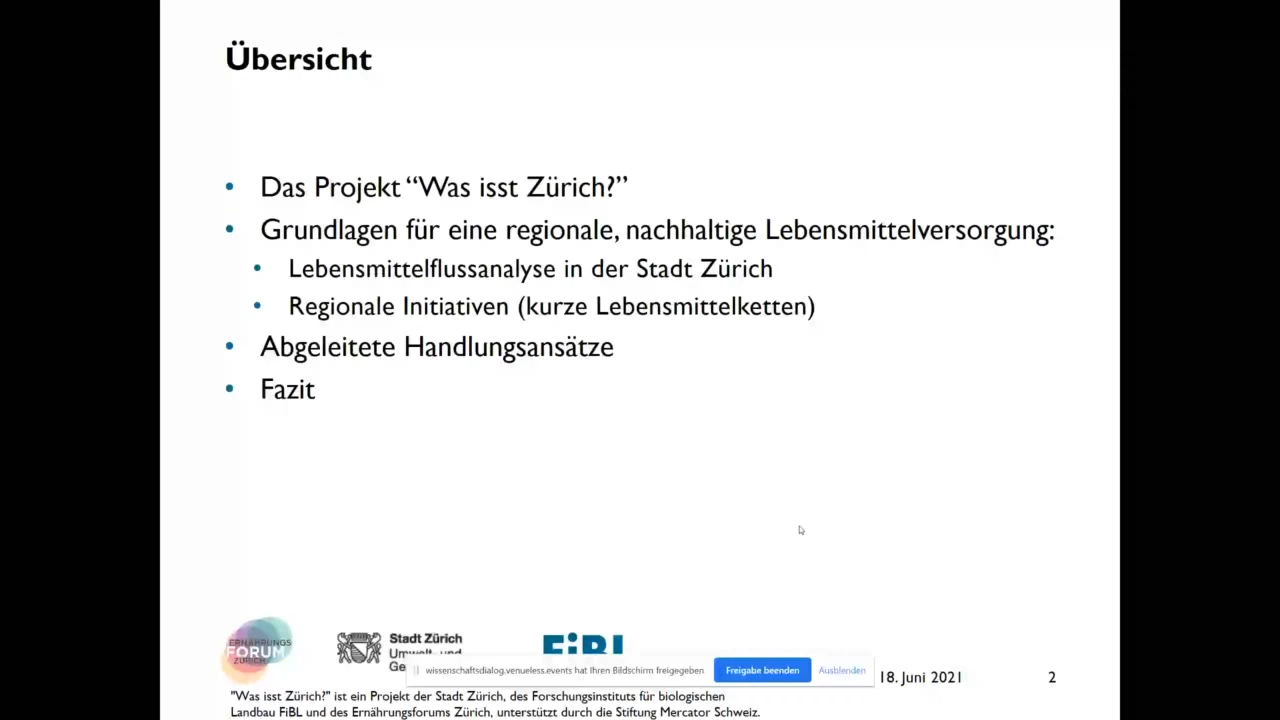 Übersicht
• Das Projekt “Was isst Zürich?”
• Grundlagen für eine regionale, nachhaltige Lebensmittelversorgung:
• Lebensmittelflussanalyse in der Stadt Zürich
• Regionale Initiativen (kurze Lebensmittelketten)
• Abgeleitete Handlungsansätze
• Fazit
ERNÄHRUNGS
FORUM
ZÜRICH
Stadt Zürich
Umwelt- und
Ge
FiBL
wissenschaftsdialog.venueless.events hat Ihren Bildschirm freigegeben
Freigabe beenden
Ausblenden
18. Juni 2021
2
"Was isst Zürich?" ist ein Projekt der Stadt Zürich, des Forschungsinstituts für biologischen
Landbau FiBL und des Ernährungsforums Zürich, unterstützt durch die Stiftung Mercator Schweiz.